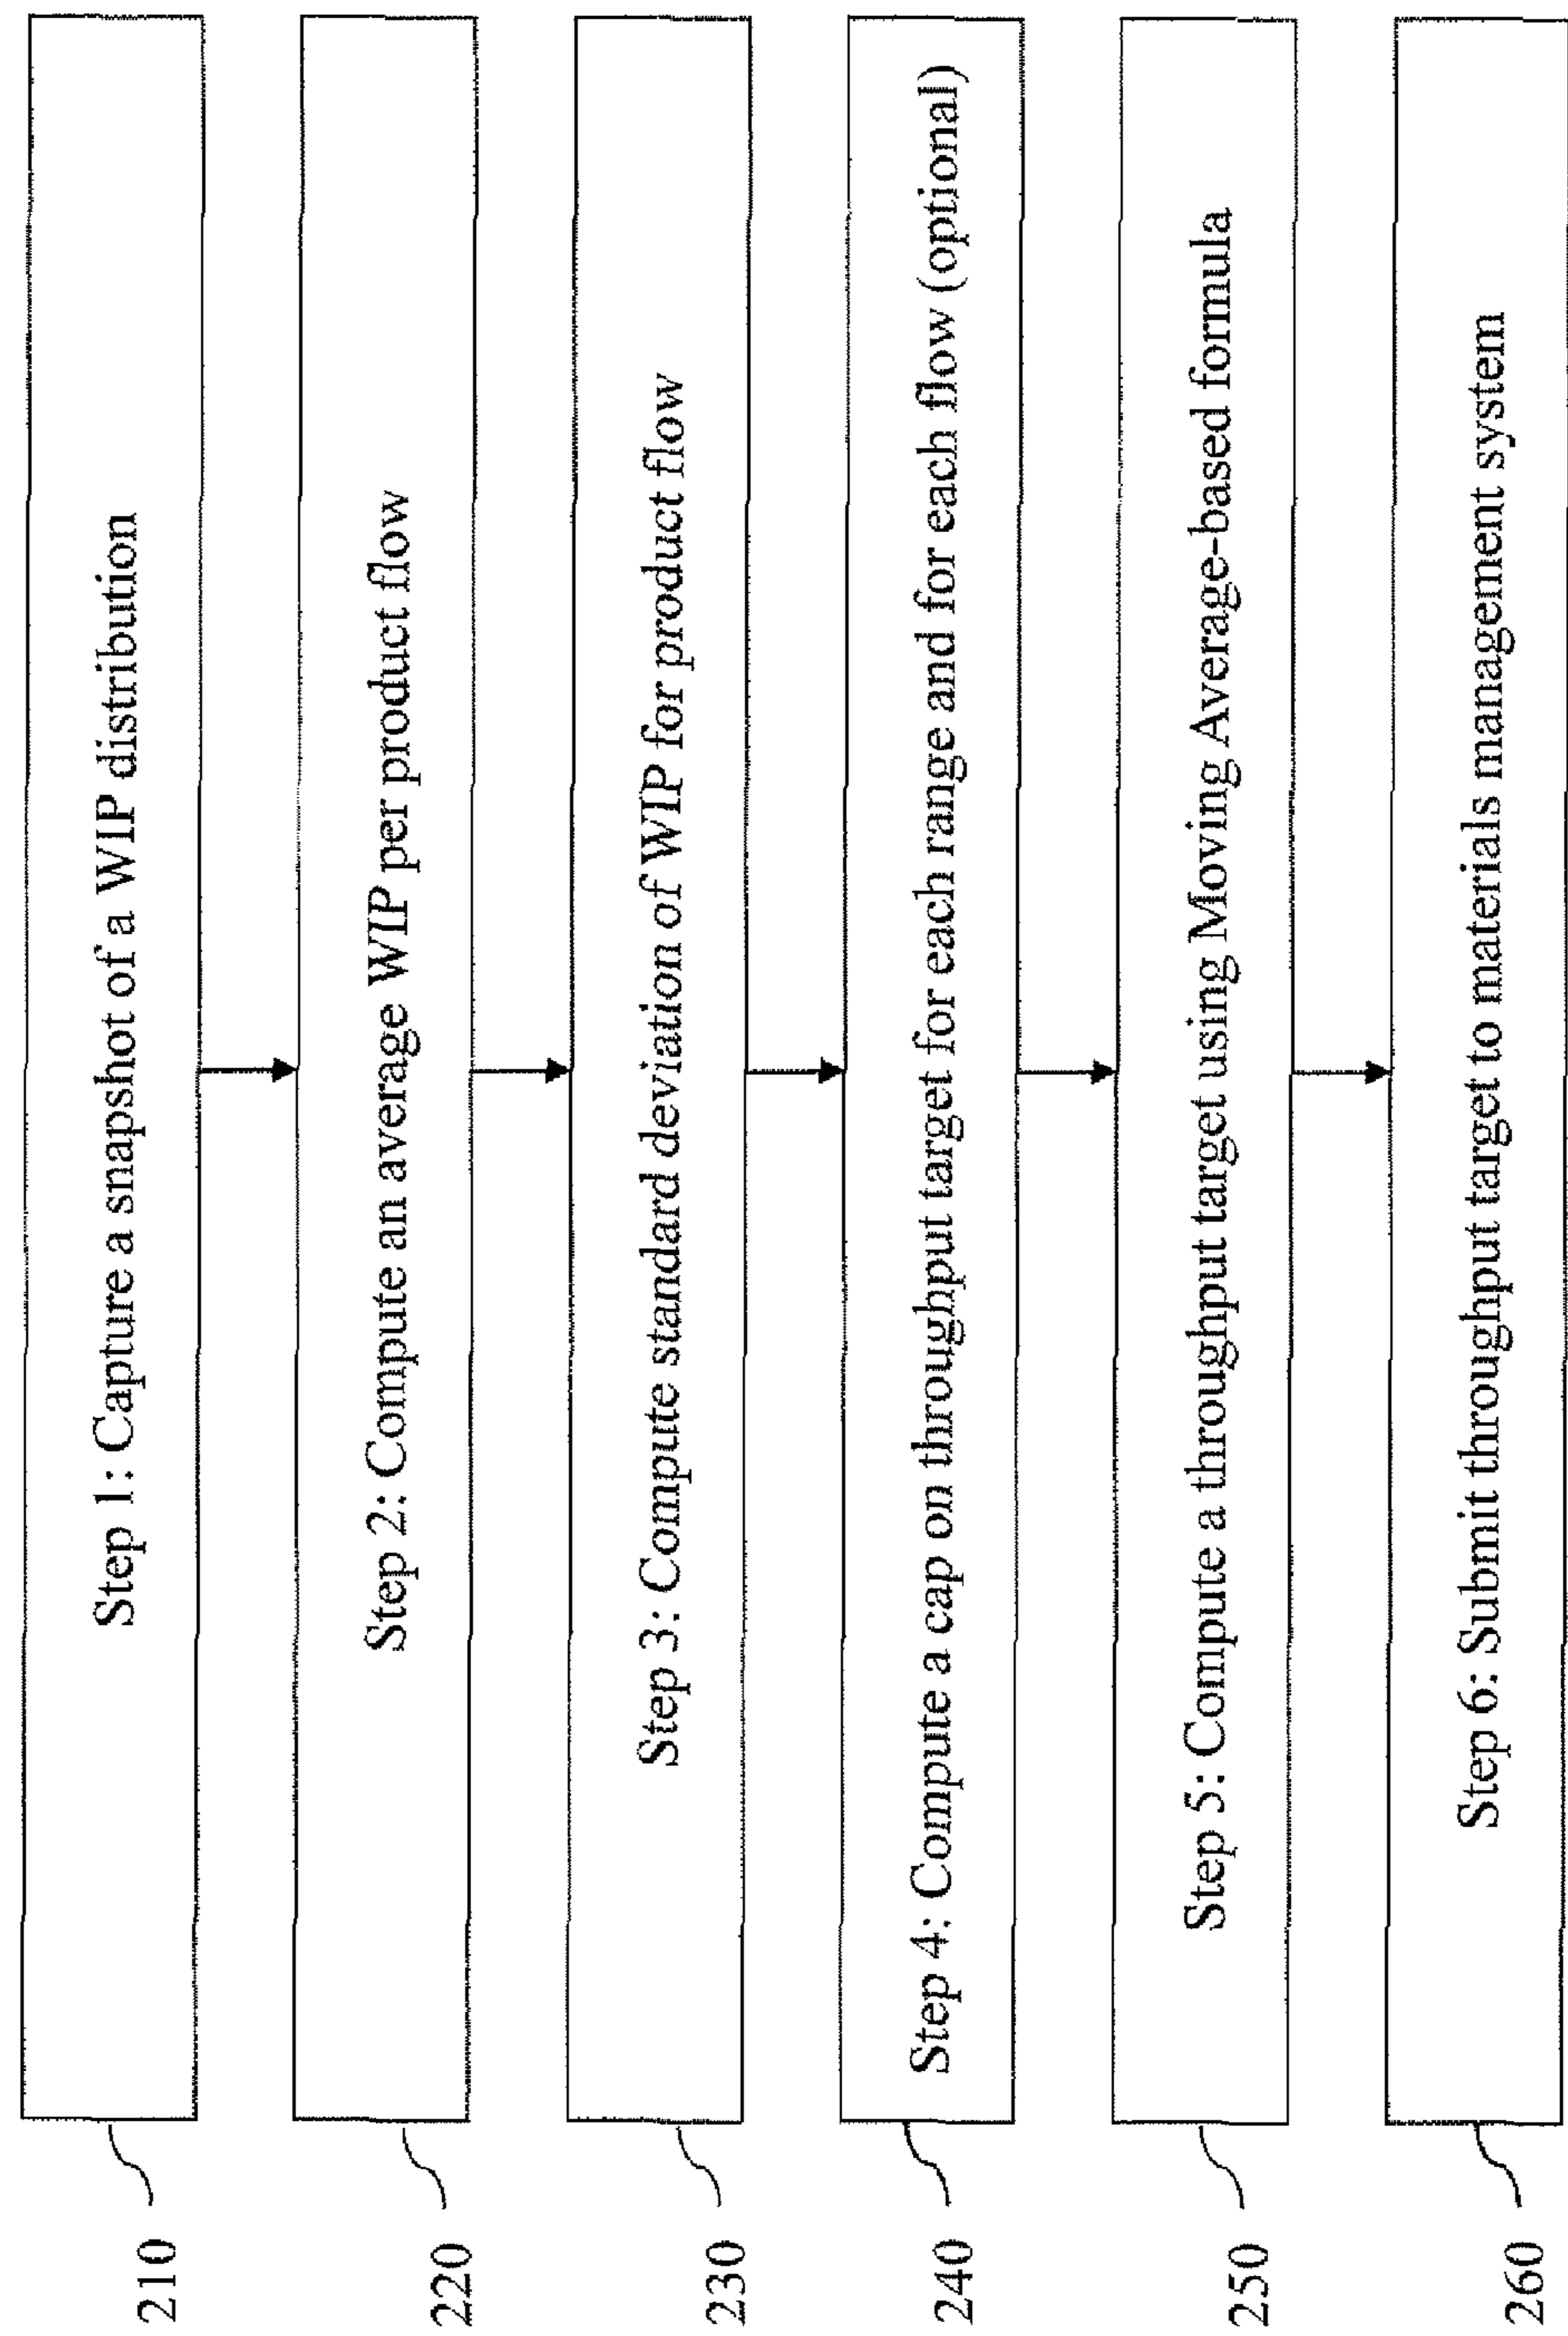 210
Step 1: Capture a snapshot of a WIP distribution
220
Step 2: Compute an average WIP per product flow
230
Step 3: Compute standard deviation of WIP for product flow
240
Step 4: Compute a cap on throughput target for each range and for each flow (optional)
250
Step 5: Compute a throughput target using Moving Average-based formula
260
Step 6: Submit throughput target to materials management system